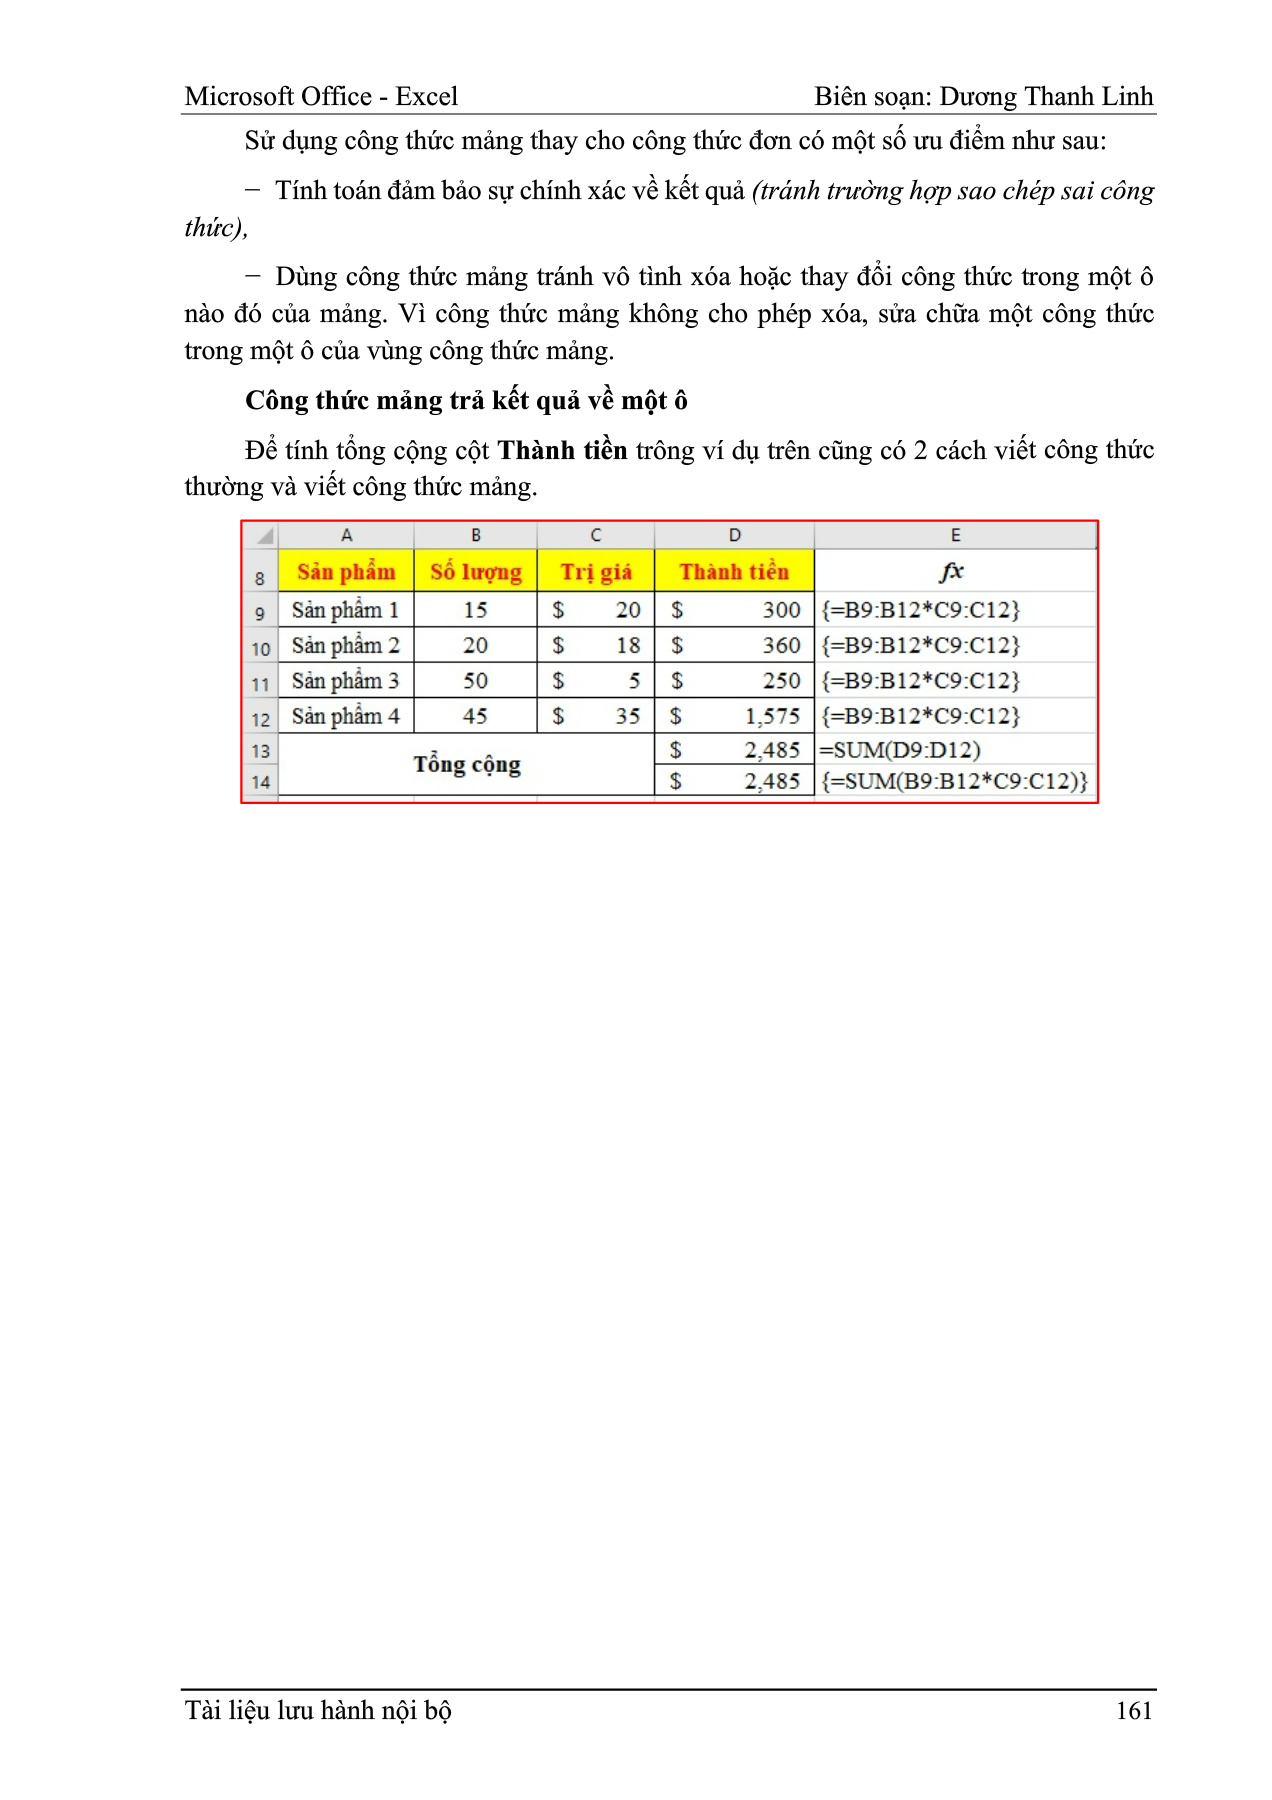 Microsoft Office - Excel Biên soạn: Dương Thanh Linh
Sử dụng công thức mảng thay cho công thức đơn có một số ưu điểm như sau:
− Tính toán đảm bảo sự chính xác về kết quả (tránh trường hợp sao chép sai công
thức),
− Dùng công thức mảng tránh vô tình xóa hoặc thay đổi công thức trong một ô
nào đó của mảng. Vì công thức mảng không cho phép xóa, sửa chữa một công thức
trong một ô của vùng công thức mảng.
Công thức mảng trả kết quả về một ô
Để tính tổng cộng cột Thành tiền trông ví dụ trên cũng có 2 cách viết công thức
thường và viết công thức mảng.
A B C D E
8 Sản phẩm Số lượng Trị giá Thành tiền fx
9 Sản phẩm 1 15 $ 20 $ 300 {=B9:B12*C9:C12}
10 Sản phẩm 2 20 $ 18 $ 360 {=B9:B12*C9:C12}
11 Sản phẩm 3 50 $ 5 $ 250 {=B9:B12*C9:C12}
12 Sản phẩm 4 45 $ 35 $ 1,575 {=B9:B12*C9:C12}
13 Tổng cộng $ 2,485 =SUM(D9:D12)
14 $ 2,485 {=SUM(B9:B12*C9:C12)}
Tài liệu lưu hành nội bộ 161